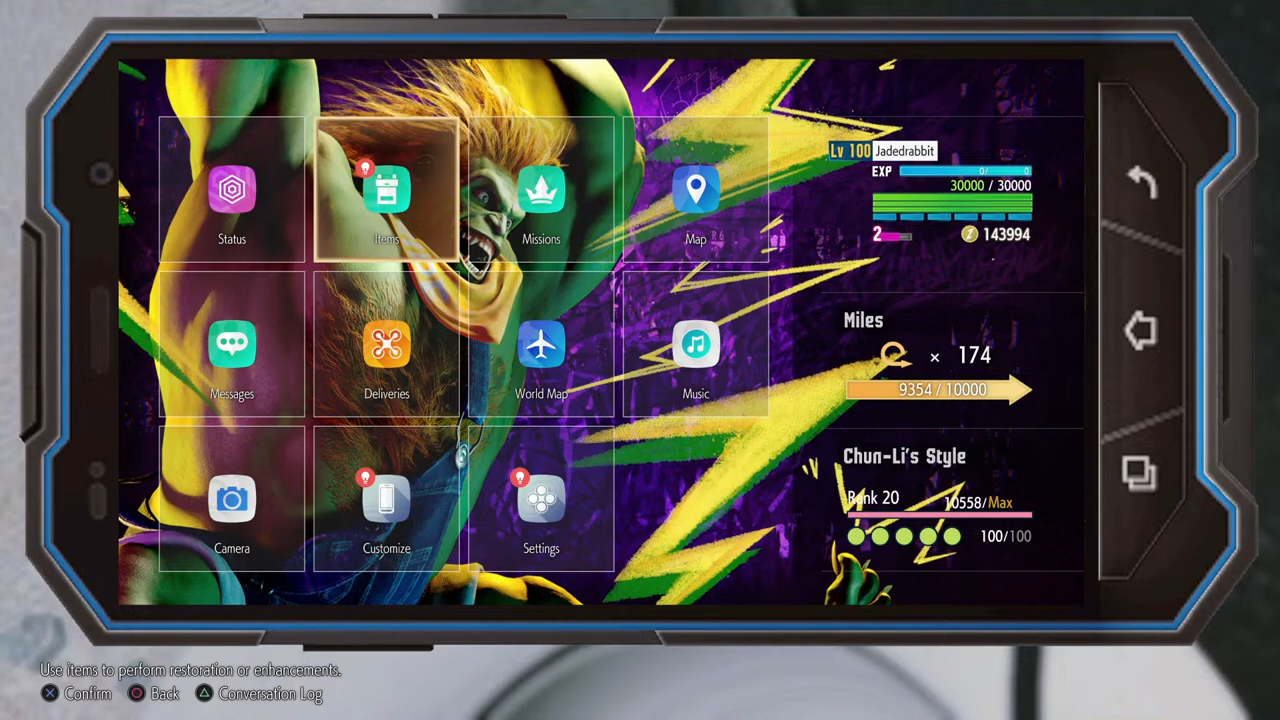 Status
Items
Missions
Map
Messages
Deliveries
World Map
Music
Camera
Customize
Settings
Lv 100 Jadedrabbit
EXP 0/ 0
30000 / 30000
2 Z 143994
Miles
× 174
9354 / 10000
Chun-Li's Style
Rank 20 10558/Max
100/100
Use items to perform restoration or enhancements.
Confirm Back Conversation Log